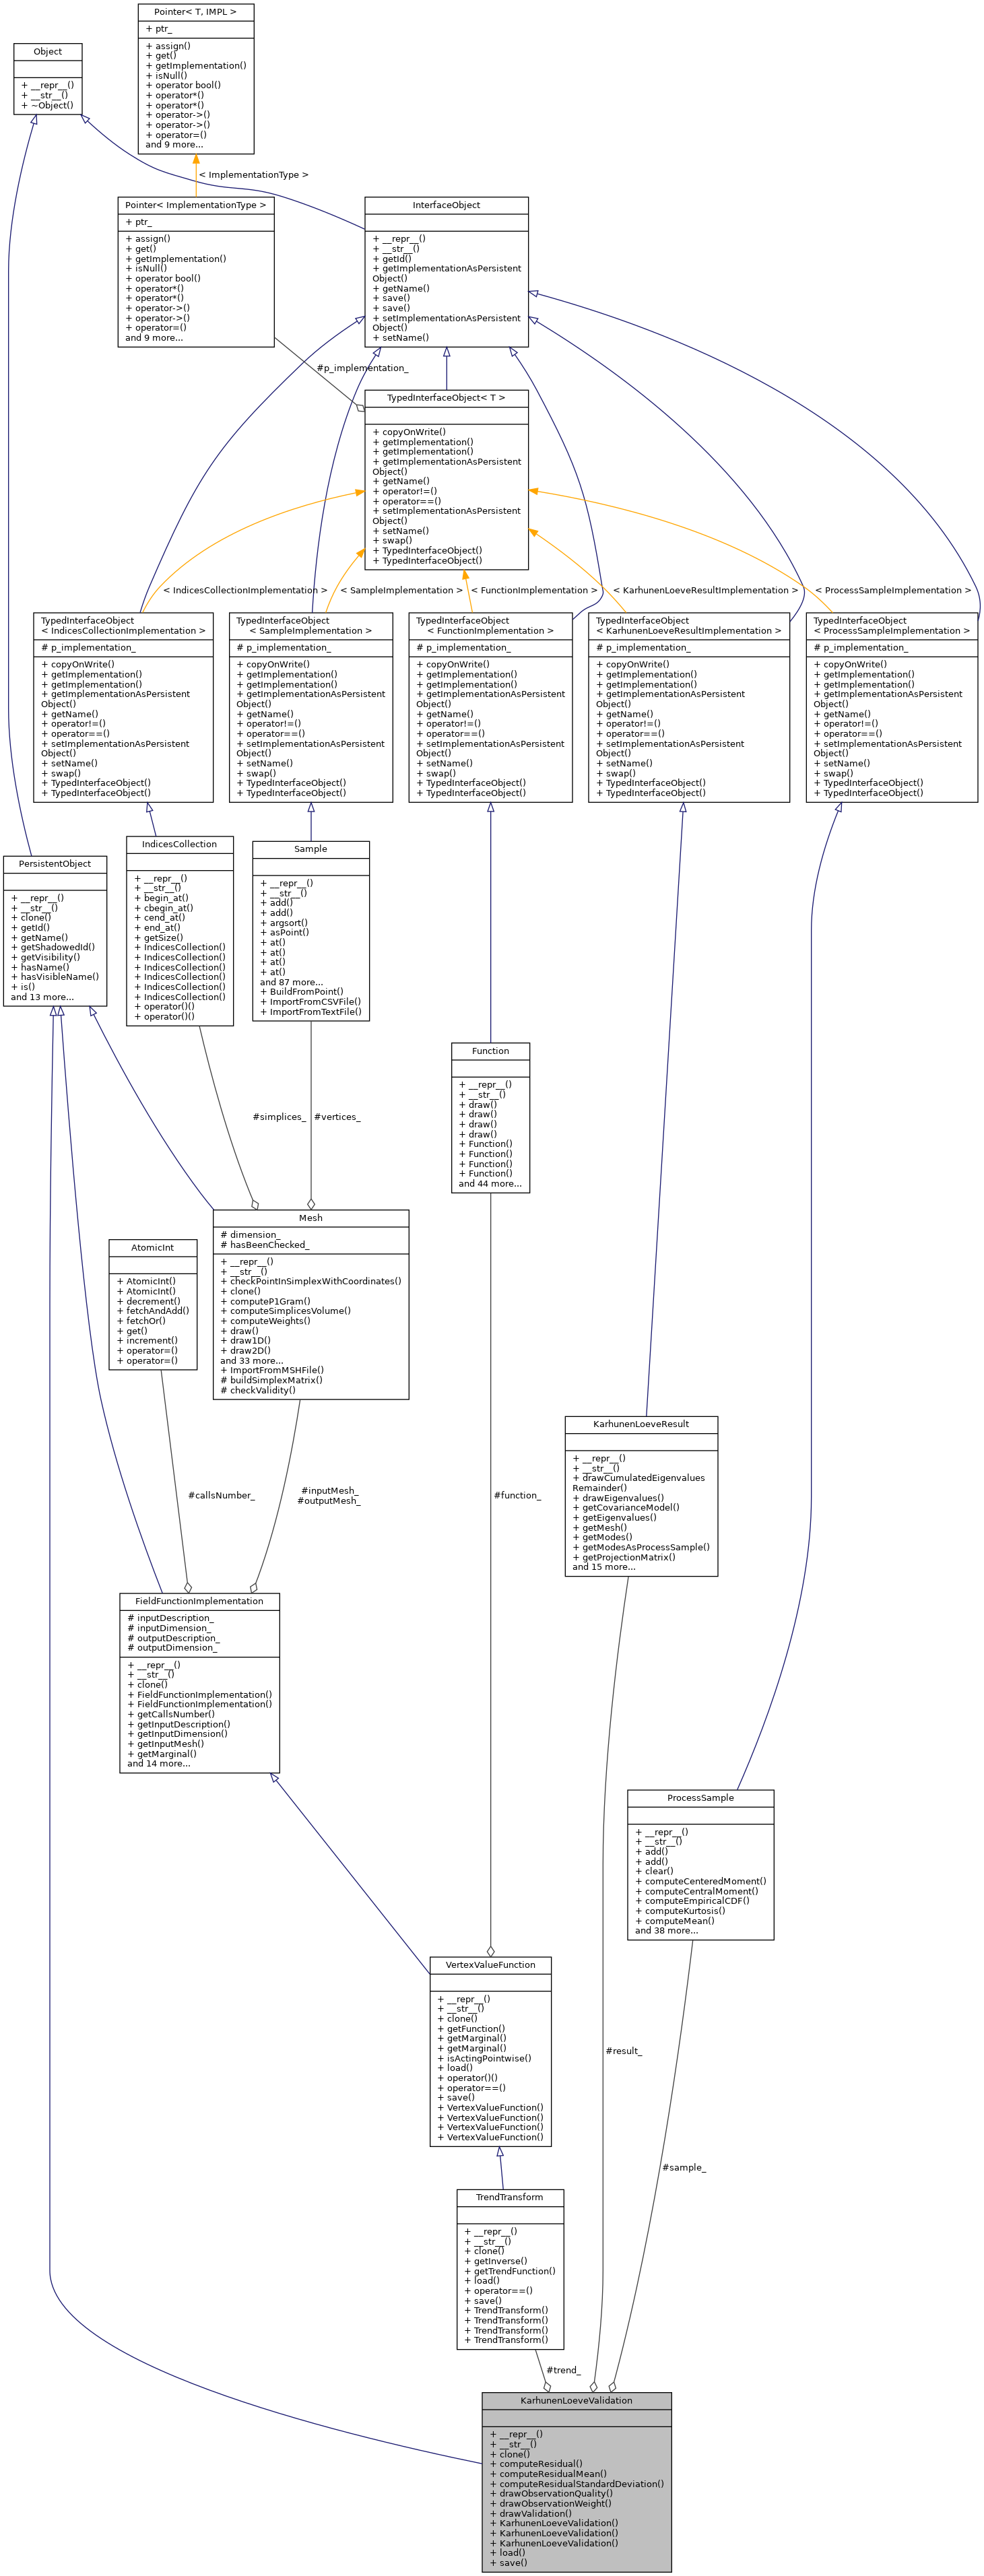 Pointer< T, IMPL >
+ ptr_
+ assign()
+ get()
+ getImplementation()
+ isNull()
+ operator bool()
+ operator*()
+ operator*()
+ operator->()
+ operator->()
+ operator=()
and 9 more...
Object
+ __repr__()
+ __str__()
+ ~Object()
< ImplementationType >
Pointer< ImplementationType >
+ ptr_
+ assign()
+ get()
+ getImplementation()
+ isNull()
+ operator bool()
+ operator*()
+ operator*()
+ operator->()
+ operator->()
+ operator=()
and 9 more...
InterfaceObject
+ __repr__()
+ __str__()
+ getId()
+ getImplementationAsPersistent
Object()
+ getName()
+ save()
+ save()
+ setImplementationAsPersistent
Object()
+ setName()
#p_implementation_
TypedInterfaceObject< T >
+ copyOnWrite()
+ getImplementation()
+ getImplementation()
+ getImplementationAsPersistent
Object()
+ getName()
+ operator!=()
+ operator==()
+ setImplementationAsPersistent
Object()
+ setName()
+ swap()
+ TypedInterfaceObject()
+ TypedInterfaceObject()
< IndicesCollectionImplementation >
< SampleImplementation >
< FunctionImplementation >
< KarhunenLoeveResultImplementation >
< ProcessSampleImplementation >
TypedInterfaceObject
< IndicesCollectionImplementation >
# p_implementation_
+ copyOnWrite()
+ getImplementation()
+ getImplementation()
+ getImplementationAsPersistent
Object()
+ getName()
+ operator!=()
+ operator==()
+ setImplementationAsPersistent
Object()
+ setName()
+ swap()
+ TypedInterfaceObject()
+ TypedInterfaceObject()
TypedInterfaceObject
< SampleImplementation >
# p_implementation_
+ copyOnWrite()
+ getImplementation()
+ getImplementation()
+ getImplementationAsPersistent
Object()
+ getName()
+ operator!=()
+ operator==()
+ setImplementationAsPersistent
Object()
+ setName()
+ swap()
+ TypedInterfaceObject()
+ TypedInterfaceObject()
TypedInterfaceObject
< FunctionImplementation >
# p_implementation_
+ copyOnWrite()
+ getImplementation()
+ getImplementation()
+ getImplementationAsPersistent
Object()
+ getName()
+ operator!=()
+ operator==()
+ setImplementationAsPersistent
Object()
+ setName()
+ swap()
+ TypedInterfaceObject()
+ TypedInterfaceObject()
TypedInterfaceObject
< KarhunenLoeveResultImplementation >
# p_implementation_
+ copyOnWrite()
+ getImplementation()
+ getImplementation()
+ getImplementationAsPersistent
Object()
+ getName()
+ operator!=()
+ operator==()
+ setImplementationAsPersistent
Object()
+ setName()
+ swap()
+ TypedInterfaceObject()
+ TypedInterfaceObject()
TypedInterfaceObject
< ProcessSampleImplementation >
# p_implementation_
+ copyOnWrite()
+ getImplementation()
+ getImplementation()
+ getImplementationAsPersistent
Object()
+ getName()
+ operator!=()
+ operator==()
+ setImplementationAsPersistent
Object()
+ setName()
+ swap()
+ TypedInterfaceObject()
+ TypedInterfaceObject()
PersistentObject
+ __repr__()
+ __str__()
+ clone()
+ getId()
+ getName()
+ getShadowedId()
+ getVisibility()
+ hasName()
+ hasVisibleName()
+ is()
and 13 more...
IndicesCollection
+ __repr__()
+ __str__()
+ begin_at()
+ cbegin_at()
+ cend_at()
+ end_at()
+ getSize()
+ IndicesCollection()
+ IndicesCollection()
+ IndicesCollection()
+ IndicesCollection()
+ IndicesCollection()
+ IndicesCollection()
+ operator()()
+ operator()()
Sample
+ __repr__()
+ __str__()
+ add()
+ add()
+ argsort()
+ asPoint()
+ at()
+ at()
+ at()
+ at()
and 87 more...
+ BuildFromPoint()
+ ImportFromCSVFile()
+ ImportFromTextFile()
Function
+ __repr__()
+ __str__()
+ draw()
+ draw()
+ draw()
+ draw()
+ Function()
+ Function()
+ Function()
+ Function()
and 44 more...
#simplices_
#vertices_
Mesh
# dimension_
# hasBeenChecked_
+ __repr__()
+ __str__()
+ checkPointInSimplexWithCoordinates()
+ clone()
+ computeP1Gram()
+ computeSimplicesVolume()
+ computeWeights()
+ draw()
+ draw1D()
+ draw2D()
and 33 more...
+ ImportFromMSHFile()
# buildSimplexMatrix()
# checkValidity()
AtomicInt
+ AtomicInt()
+ AtomicInt()
+ decrement()
+ fetchAndAdd()
+ fetchOr()
+ get()
+ increment()
+ operator=()
+ operator=()
KarhunenLoeveResult
+ __repr__()
+ __str__()
+ drawCumulatedEigenvalues
Remainder()
+ drawEigenvalues()
+ getCovarianceModel()
+ getEigenvalues()
+ getMesh()
+ getModes()
+ getModesAsProcessSample()
+ getProjectionMatrix()
and 15 more...
#callsNumber_
#inputMesh_
#outputMesh_
#function_
FieldFunctionImplementation
# inputDescription_
# inputDimension_
# outputDescription_
# outputDimension_
+ __repr__()
+ __str__()
+ clone()
+ FieldFunctionImplementation()
+ FieldFunctionImplementation()
+ getCallsNumber()
+ getInputDescription()
+ getInputDimension()
+ getInputMesh()
+ getMarginal()
and 14 more...
ProcessSample
+ __repr__()
+ __str__()
+ add()
+ add()
+ clear()
+ computeCenteredMoment()
+ computeCentralMoment()
+ computeEmpiricalCDF()
+ computeKurtosis()
+ computeMean()
and 38 more...
VertexValueFunction
+ __repr__()
+ __str__()
+ clone()
+ getFunction()
+ getMarginal()
+ getMarginal()
+ isActingPointwise()
+ load()
+ operator()()
+ operator==()
+ save()
+ VertexValueFunction()
+ VertexValueFunction()
+ VertexValueFunction()
+ VertexValueFunction()
#result_
#sample_
TrendTransform
+ __repr__()
+ __str__()
+ clone()
+ getInverse()
+ getTrendFunction()
+ load()
+ operator==()
+ save()
+ TrendTransform()
+ TrendTransform()
+ TrendTransform()
+ TrendTransform()
#trend_
KarhunenLoeveValidation
+ __repr__()
+ __str__()
+ clone()
+ computeResidual()
+ computeResidualMean()
+ computeResidualStandardDeviation()
+ drawObservationQuality()
+ drawObservationWeight()
+ drawValidation()
+ KarhunenLoeveValidation()
+ KarhunenLoeveValidation()
+ KarhunenLoeveValidation()
+ load()
+ save()